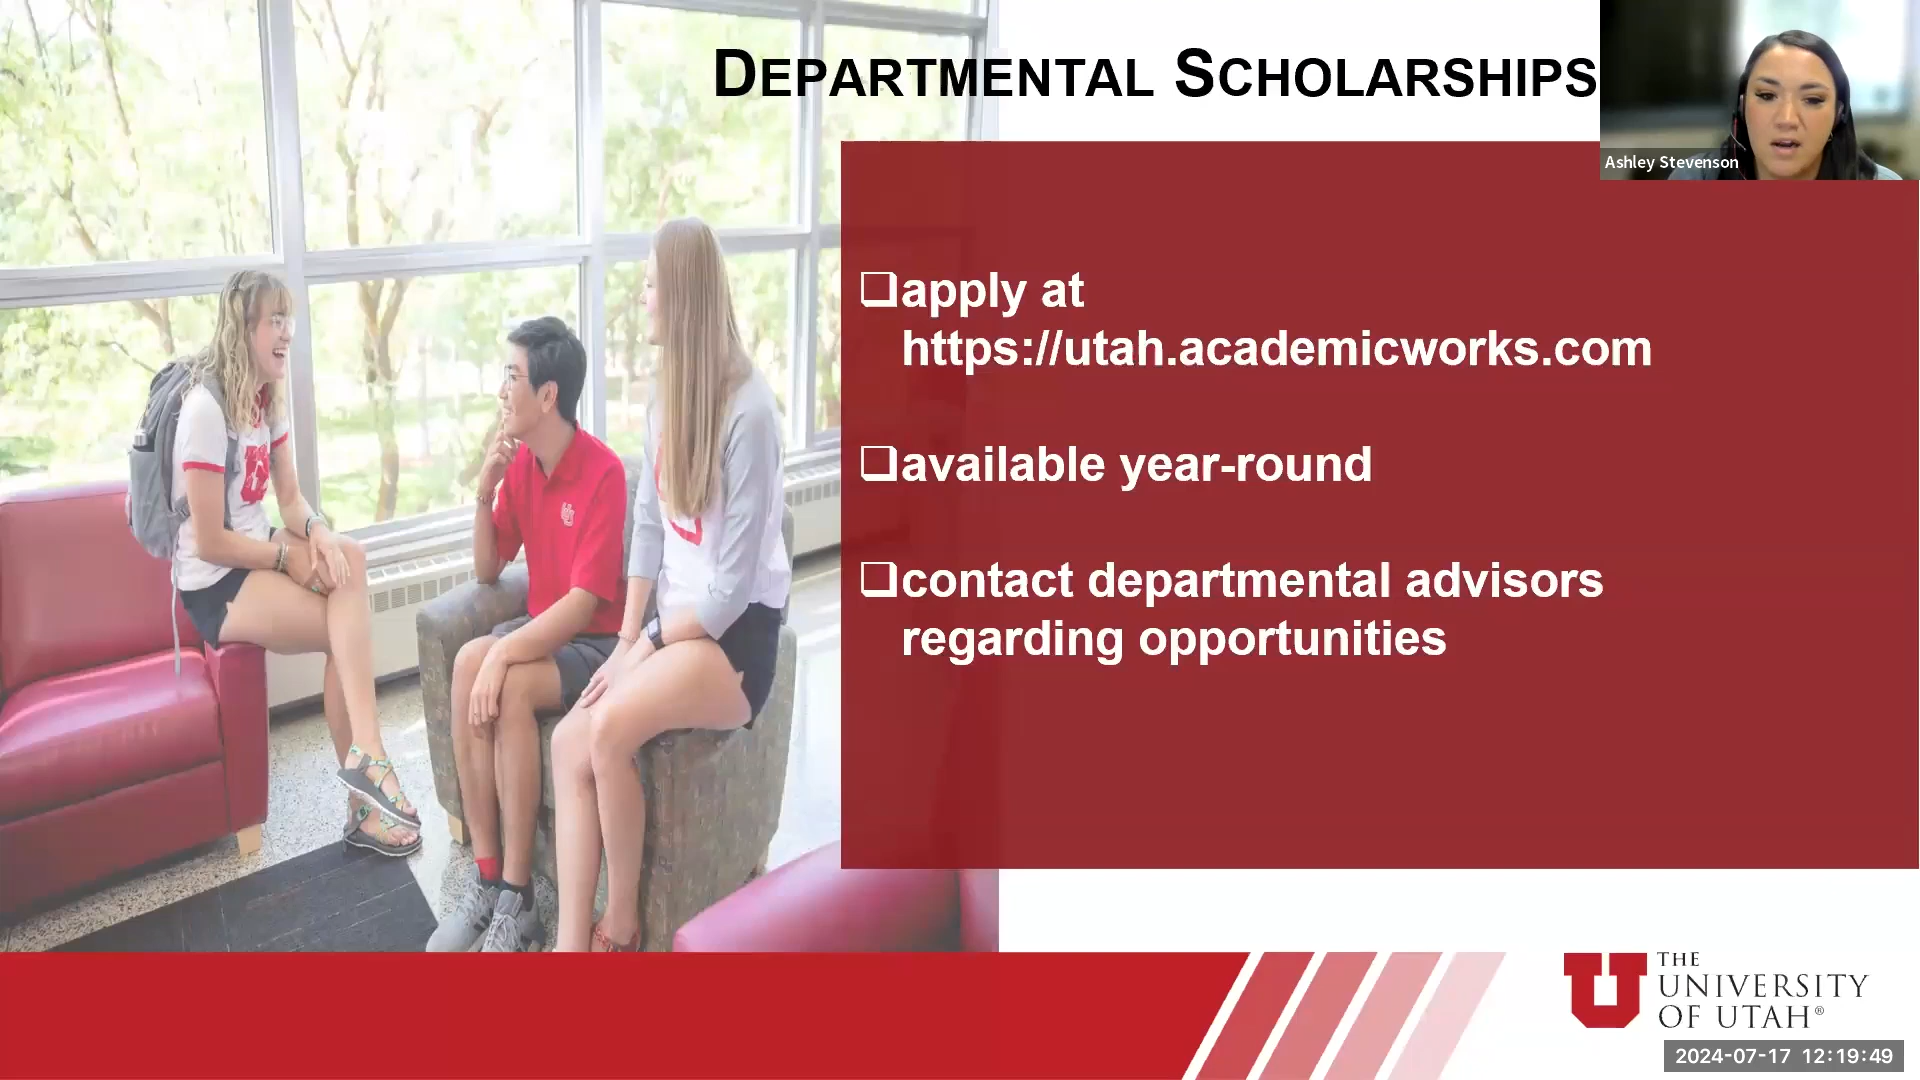 DEPARTMENTAL SCHOLARSHIPS
Ashley Stevenson
❑apply at
https://utah.academicworks.com
❑available year-round
❑contact departmental advisors
regarding opportunities
THE
UNIVERSITY
OF UTAH®
2024-07-17 12:19:49